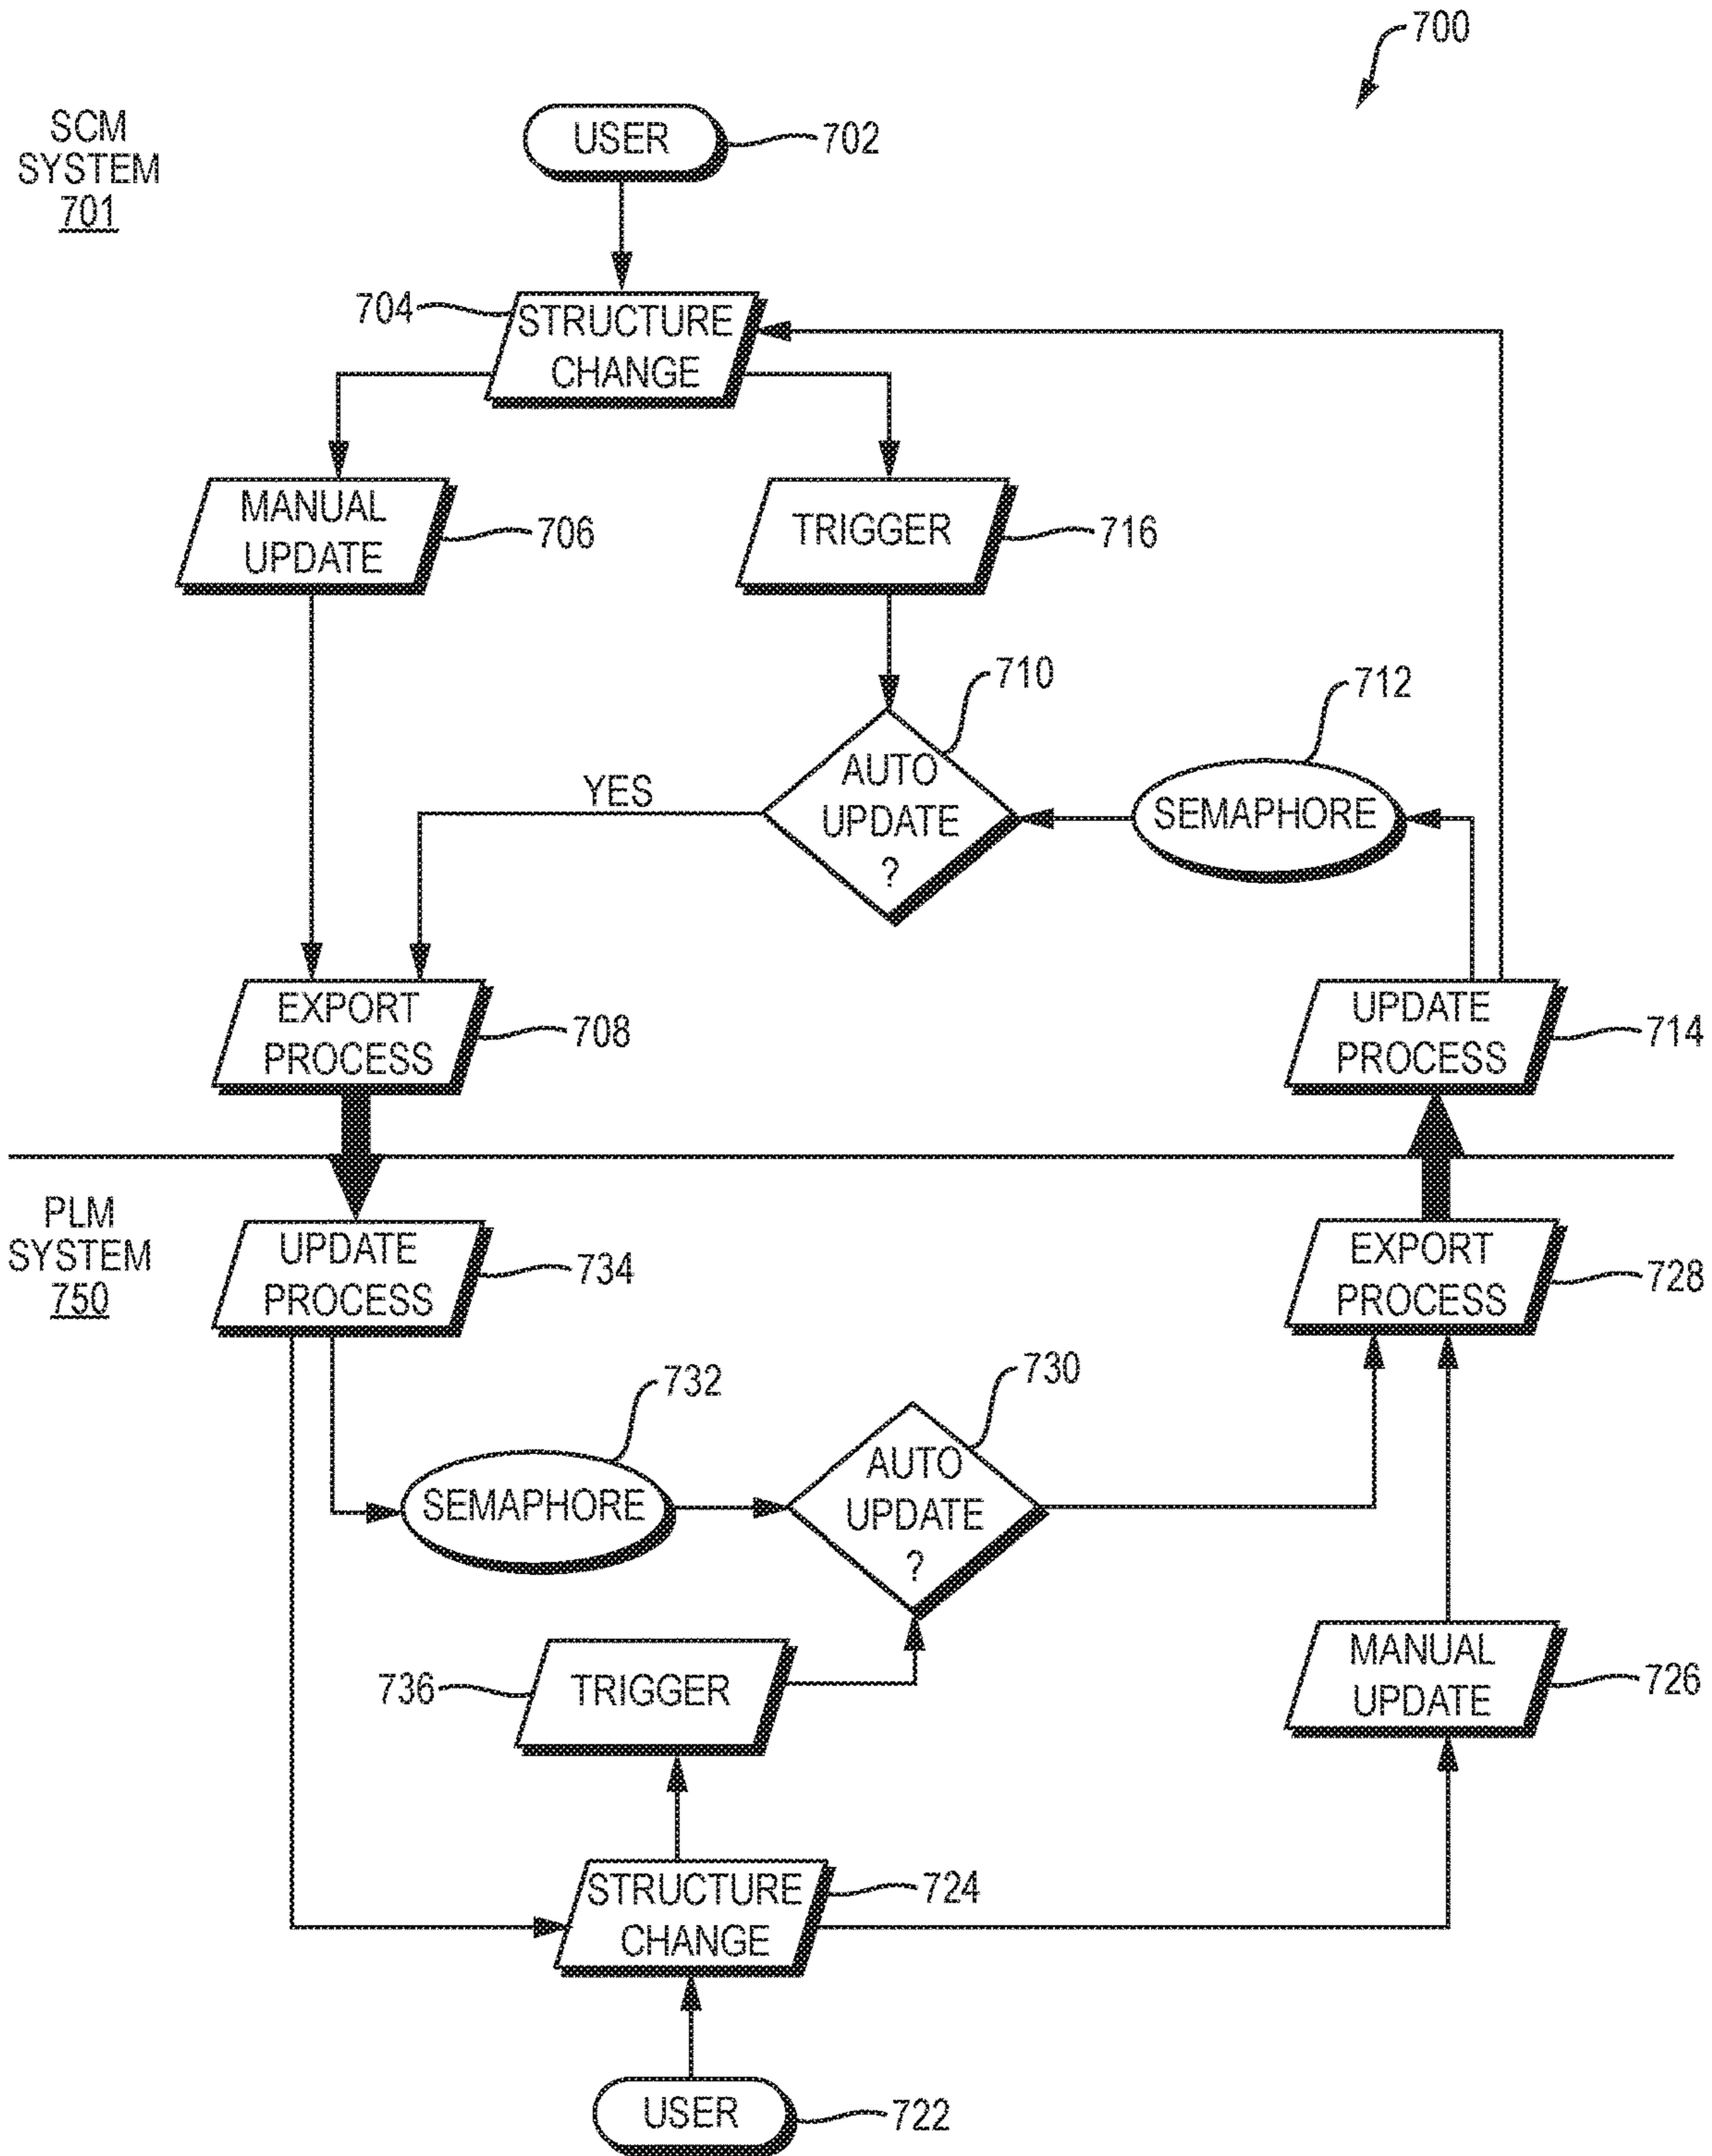 700
SCM
SYSTEM
701
USER
702
704
STRUCTURE
CHANGE
MANUAL
UPDATE
706
TRIGGER
716
710
712
AUTO
UPDATE
?
YES
SEMAPHORE
EXPORT
PROCESS
708
UPDATE
PROCESS
714
PLM
SYSTEM
750
UPDATE
PROCESS
734
EXPORT
PROCESS
728
732
730
SEMAPHORE
AUTO
UPDATE
?
736
TRIGGER
MANUAL
UPDATE
726
STRUCTURE
CHANGE
724
USER
722